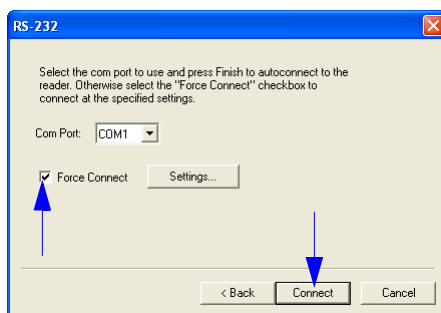 RS-232
Select the com port to use and press Finish to autoconnect to the
reader. Otherwise select the "Force Connect" checkbox to
connect at the specified settings.
Com Port: COM1
Force Connect Settings...
< Back Connect Cancel